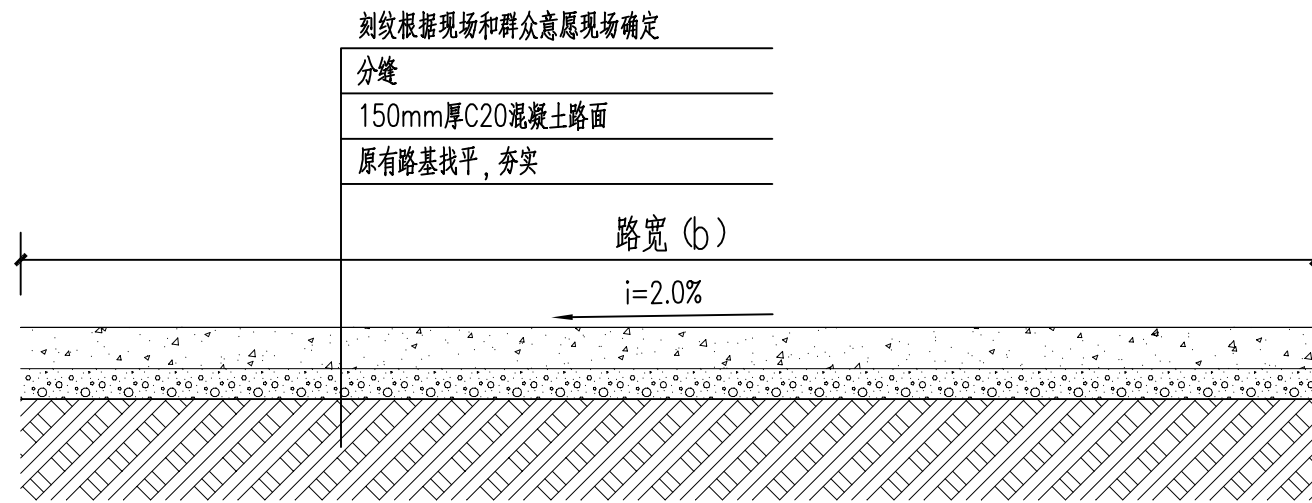 刻纹根据现场和群众意愿现场确定
分缝
150mm厚C20混凝土路面
原有路基找平，夯实
路宽（b）
i=2.0%